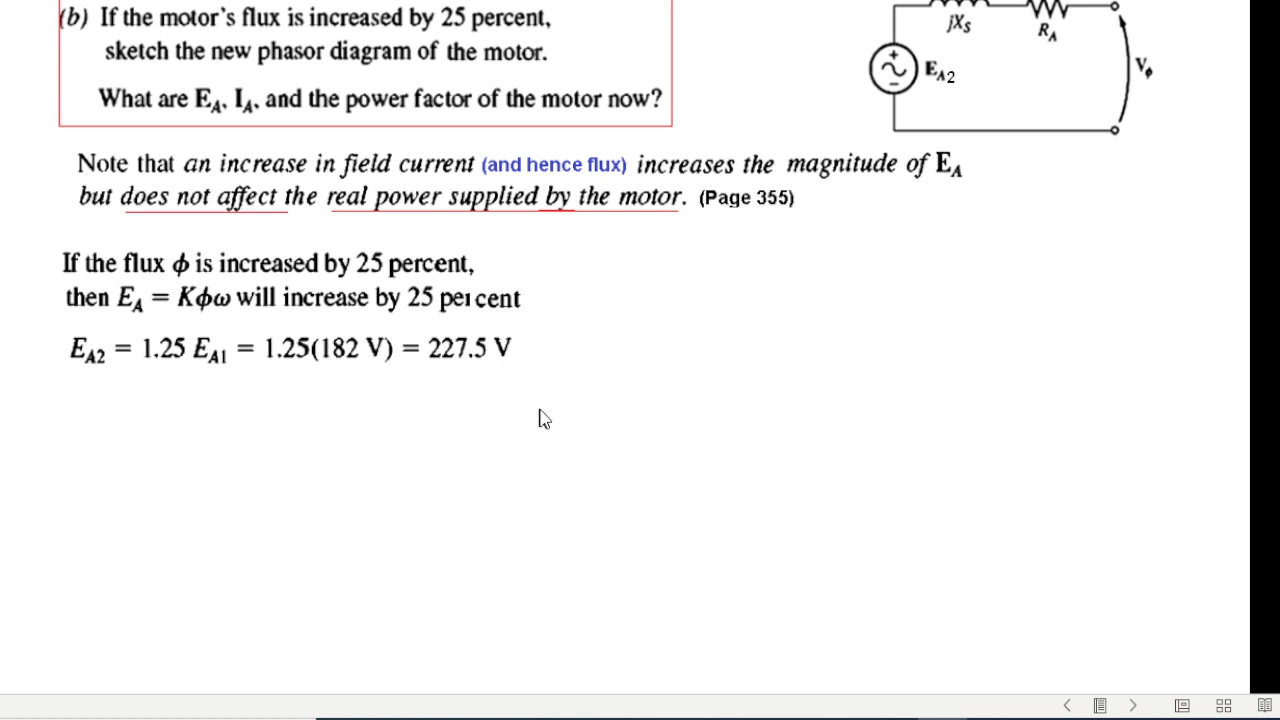 (b) If the motor's flux is increased by 25 percent,
sketch the new phasor diagram of the motor.
What are E_A, I_A, and the power factor of the motor now?
jX_S
R_A
+
E_A2
−
V_ϕ
Note that an increase in field current (and hence flux) increases the magnitude of E_A
but does not affect the real power supplied by the motor. (Page 355)
If the flux ϕ is increased by 25 percent,
then E_A = Kϕω will increase by 25 percent
E_A2 = 1.25 E_A1 = 1.25(182 V) = 227.5 V